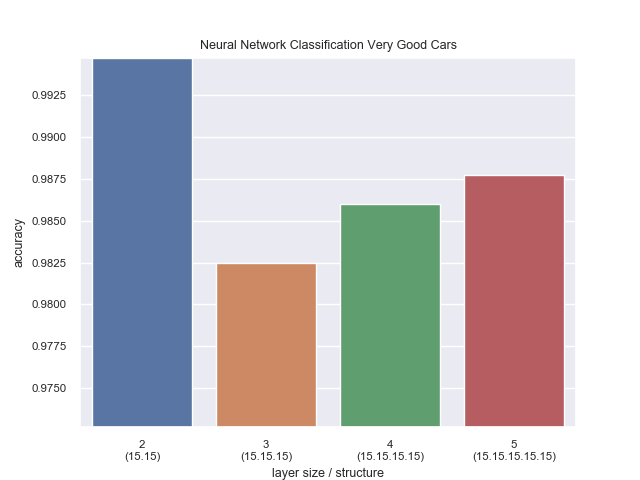 Neural Network Classification Very Good Cars
accuracy
0.9925
0.9900
0.9875
0.9850
0.9825
0.9800
0.9775
0.9750
2 3 4 5
(15.15) (15.15.15) (15.15.15.15) (15.15.15.15.15)
layer size / structure